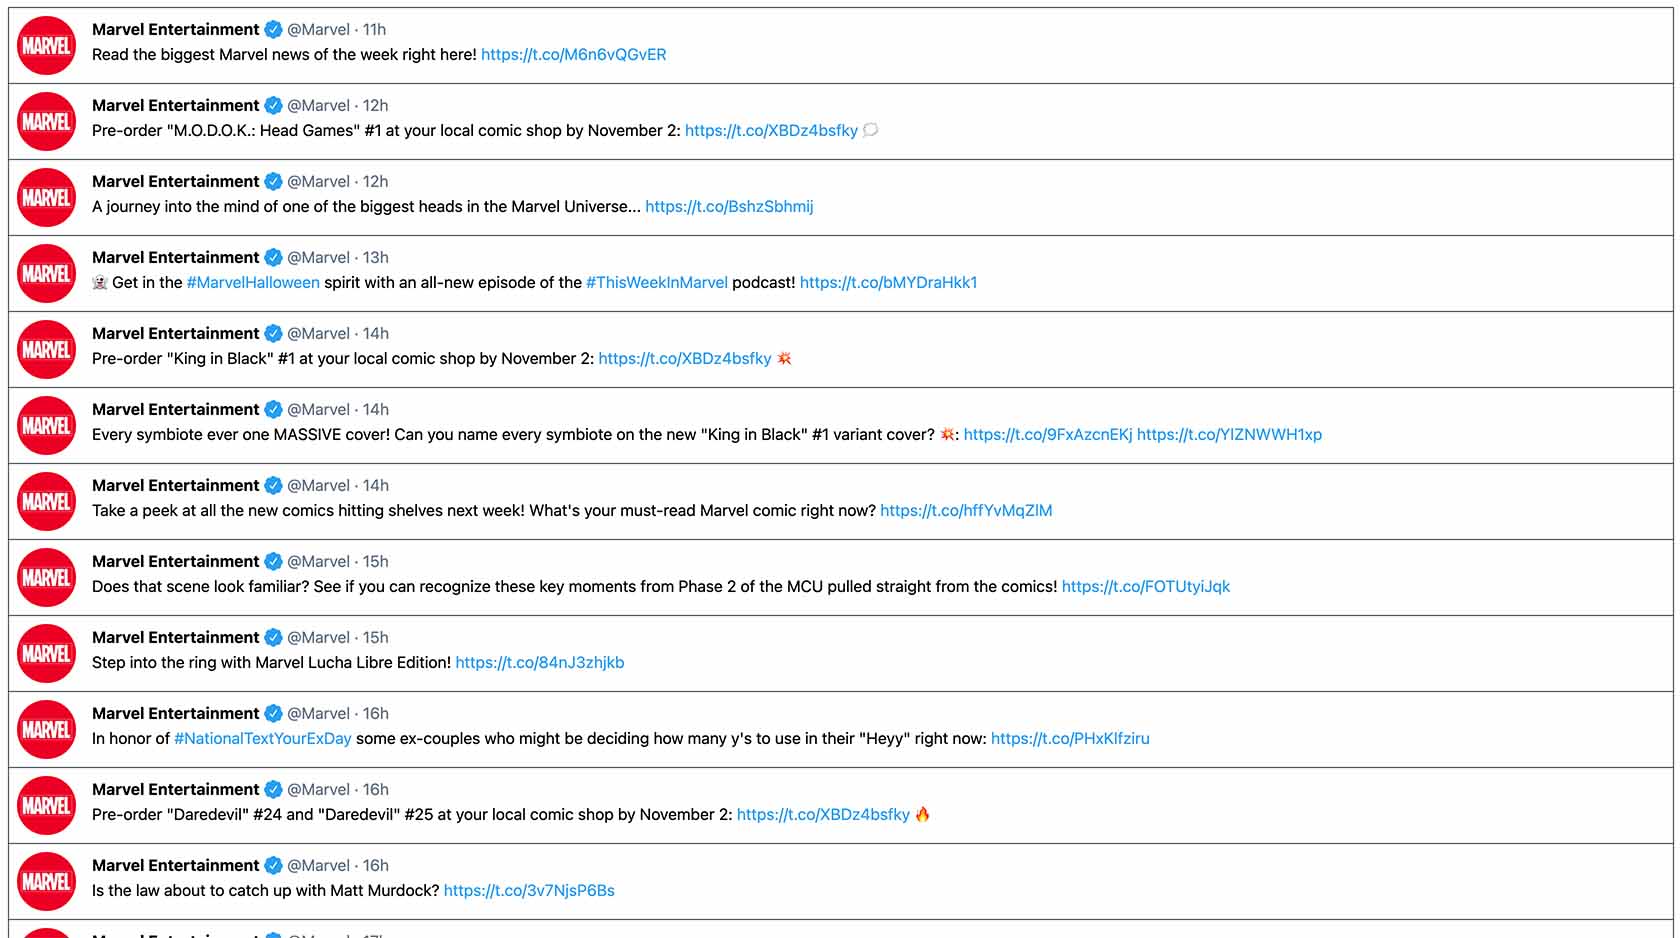 MARVEL
Marvel Entertainment @Marvel · 11h
Read the biggest Marvel news of the week right here! https://t.co/M6n6vQGvER
MARVEL
Marvel Entertainment @Marvel · 12h
Pre-order "M.O.D.O.K.: Head Games" #1 at your local comic shop by November 2: https://t.co/XBDz4bsfky 💭
MARVEL
Marvel Entertainment @Marvel · 12h
A journey into the mind of one of the biggest heads in the Marvel Universe... https://t.co/BshzSbhmij
MARVEL
Marvel Entertainment @Marvel · 13h
👻 Get in the #MarvelHalloween spirit with an all-new episode of the #ThisWeekInMarvel podcast! https://t.co/bMYDraHkk1
MARVEL
Marvel Entertainment @Marvel · 14h
Pre-order "King in Black" #1 at your local comic shop by November 2: https://t.co/XBDz4bsfky 💥
MARVEL
Marvel Entertainment @Marvel · 14h
Every symbiote ever one MASSIVE cover! Can you name every symbiote on the new "King in Black" #1 variant cover? 💥: https://t.co/9FxAzcnEKj https://t.co/YIZNWWH1xp
MARVEL
Marvel Entertainment @Marvel · 14h
Take a peek at all the new comics hitting shelves next week! What's your must-read Marvel comic right now? https://t.co/hffYvMqZlM
MARVEL
Marvel Entertainment @Marvel · 15h
Does that scene look familiar? See if you can recognize these key moments from Phase 2 of the MCU pulled straight from the comics! https://t.co/FOTUtyiJqk
MARVEL
Marvel Entertainment @Marvel · 15h
Step into the ring with Marvel Lucha Libre Edition! https://t.co/84nJ3zhjkb
MARVEL
Marvel Entertainment @Marvel · 16h
In honor of #NationalTextYourExDay some ex-couples who might be deciding how many y's to use in their "Heyy" right now: https://t.co/PHxKlfziru
MARVEL
Marvel Entertainment @Marvel · 16h
Pre-order "Daredevil" #24 and "Daredevil" #25 at your local comic shop by November 2: https://t.co/XBDz4bsfky 🔥
MARVEL
Marvel Entertainment @Marvel · 16h
Is the law about to catch up with Matt Murdock? https://t.co/3v7NjsP6Bs